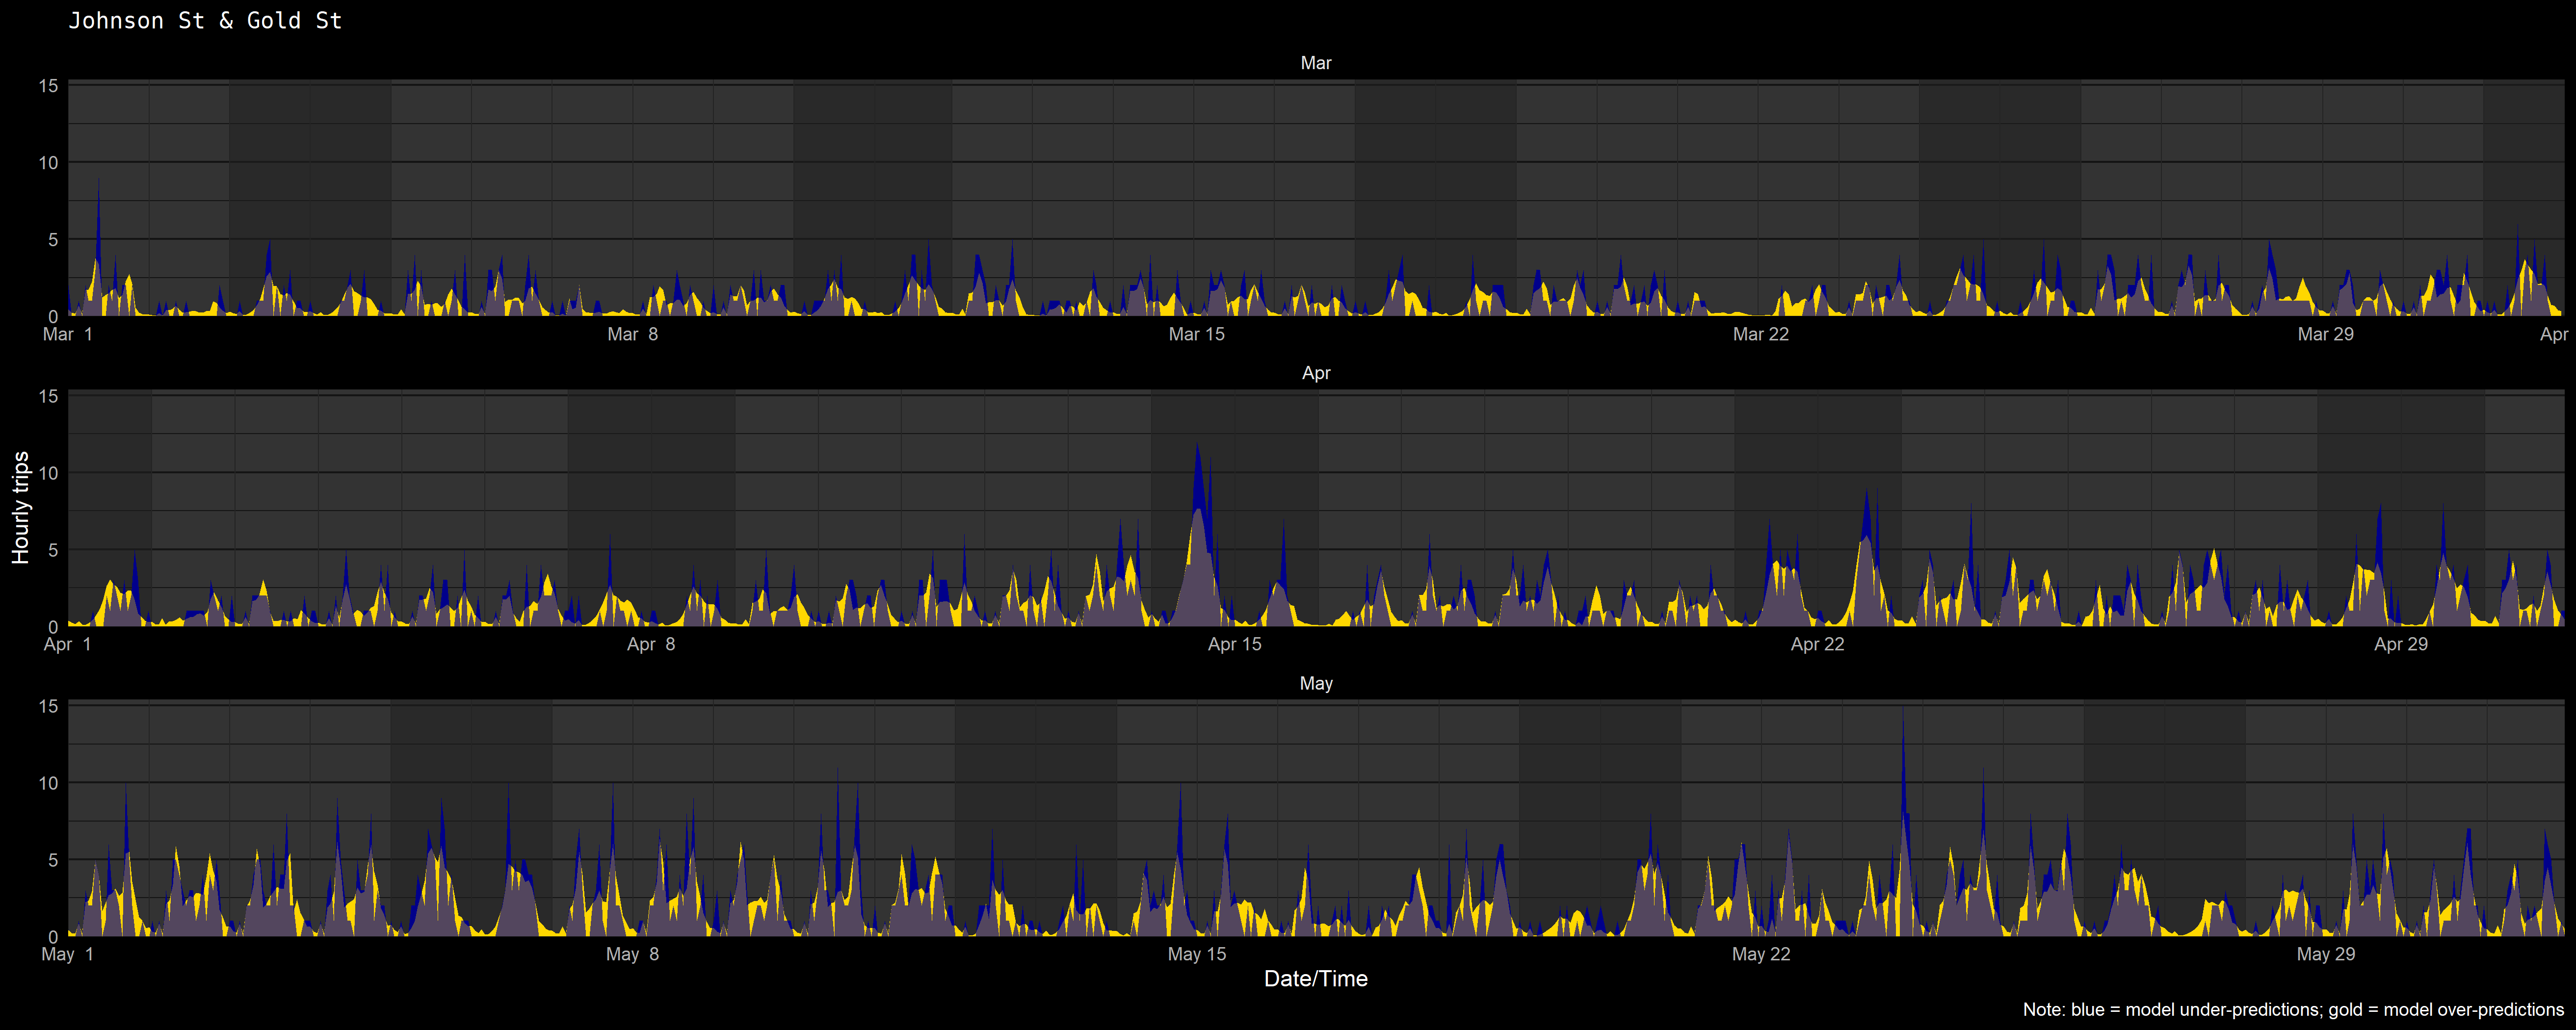 Johnson St & Gold St
Mar
15
10
5
0
Mar 1
Mar 8
Mar 15
Mar 22
Mar 29
Apr
Apr
15
10
5
0
Apr 1
Apr 8
Apr 15
Apr 22
Apr 29
Hourly trips
May
15
10
5
0
May 1
May 8
May 15
May 22
May 29
Date/Time
Note: blue = model under-predictions; gold = model over-predictions